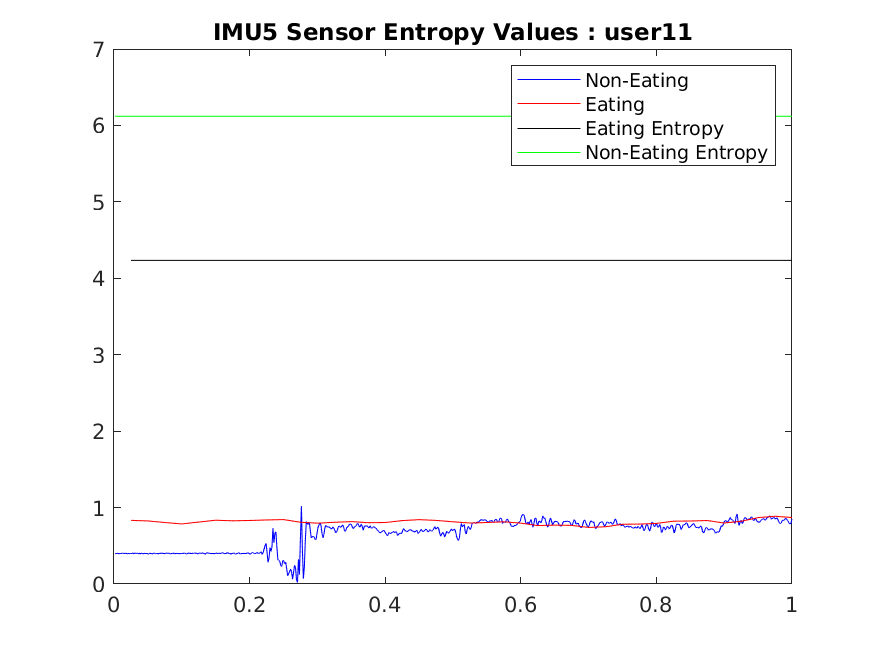 IMU5 Sensor Entropy Values : user11
7
6
5
4
3
2
1
0
Non-Eating
Eating
Eating Entropy
Non-Eating Entropy
0 0.2 0.4 0.6 0.8 1